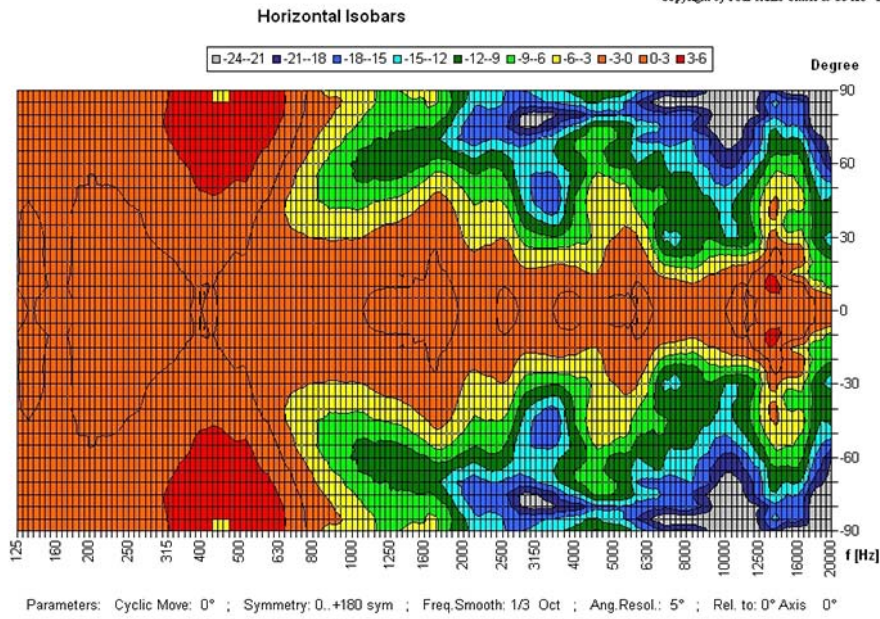 Horizontal Isobars
-24--21 -21--18 -18--15 -15--12 -12--9 -9--6 -6--3 -3-0 0-3 3-6
Degree
90
60
30
0
-30
-60
-90
125 160 200 250 315 400 500 630 800 1000 1250 1600 2000 2500 3150 4000 5000 6300 8000 10000 12500 16000 20000
f [Hz]
Parameters: Cyclic Move: 0° ; Symmetry: 0..+180 sym ; Freq.Smooth: 1/3 Oct ; Ang.Resol.: 5° ; Rel. to: 0° Axis 0°